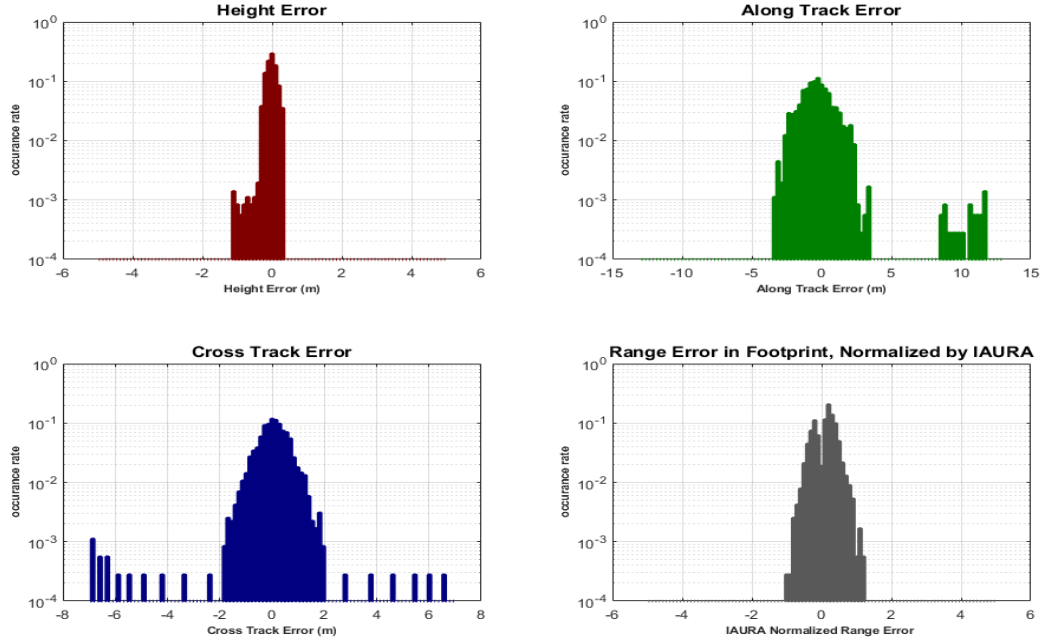 Height Error
10^0
10^-1
10^-2
10^-3
10^-4
occurance rate
-6 -4 -2 0 2 4 6
Height Error (m)
Along Track Error
10^0
10^-1
10^-2
10^-3
10^-4
occurance rate
-15 -10 -5 0 5 10 15
Along Track Error (m)
Cross Track Error
10^0
10^-1
10^-2
10^-3
10^-4
occurance rate
-8 -6 -4 -2 0 2 4 6 8
Cross Track Error (m)
Range Error in Footprint, Normalized by IAURA
10^0
10^-1
10^-2
10^-3
10^-4
occurance rate
-6 -4 -2 0 2 4 6
IAURA Normalized Range Error